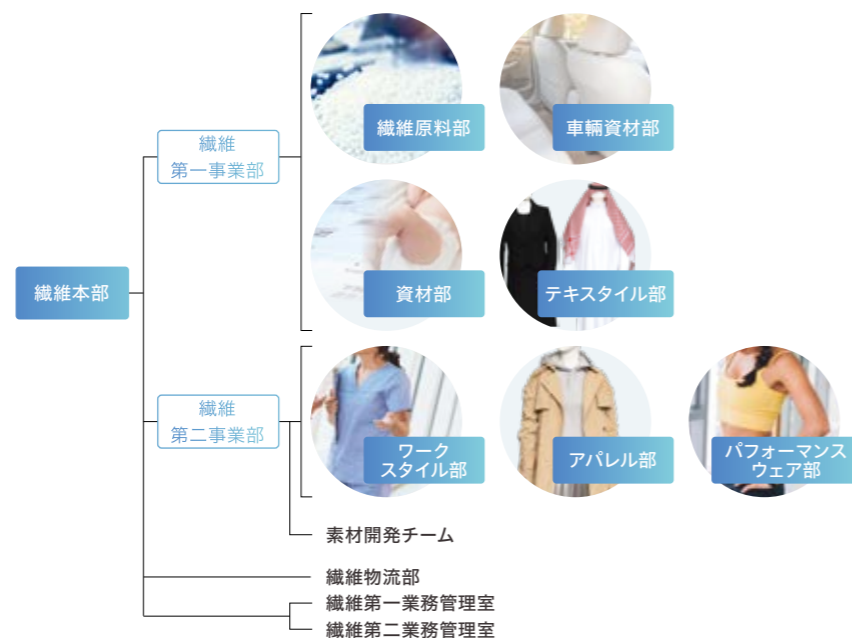 繊維本部
繊維
第一事業部
繊維原料部
車輛資材部
資材部
テキスタイル部
繊維
第二事業部
ワーク
スタイル部
アパレル部
パフォーマンス
ウェア部
素材開発チーム
繊維物流部
繊維第一業務管理室
繊維第二業務管理室